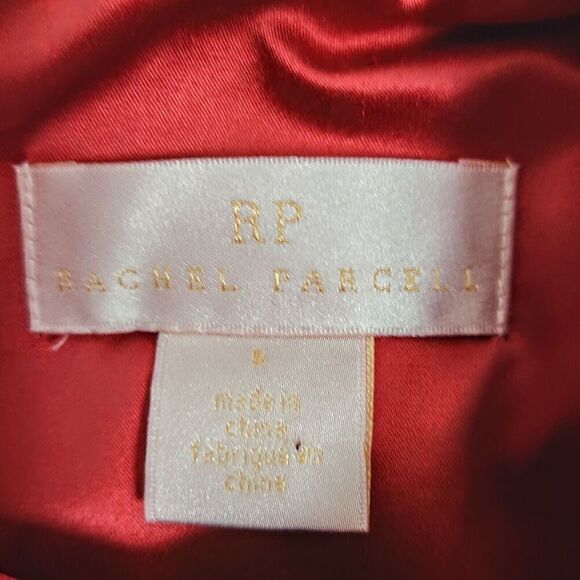 RP
RACHEL PARCELL
made in
china
fabriqué en
chine